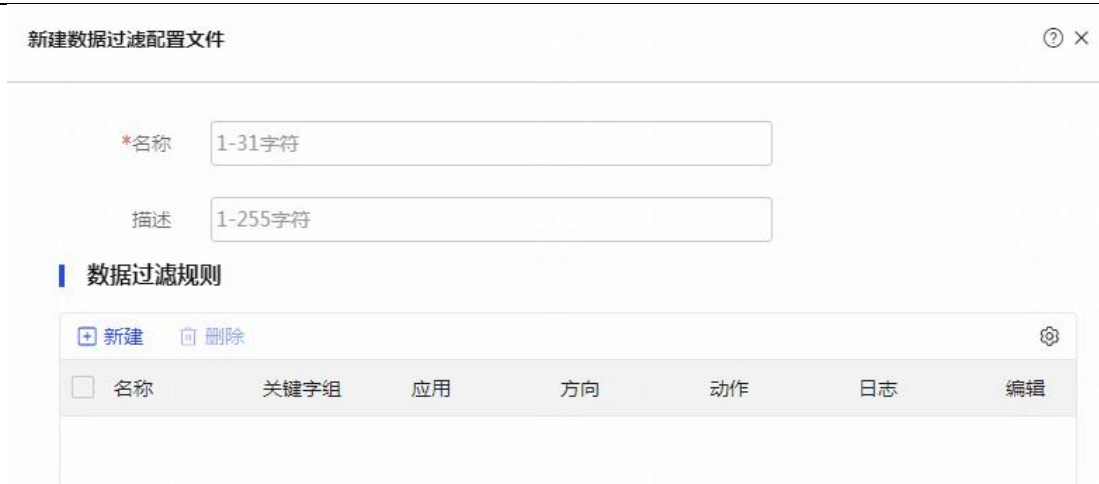 新建数据过滤配置文件
*名称 1-31字符
描述 1-255字符
数据过滤规则
新建 删除
名称 关键字组 应用 方向 动作 日志 编辑